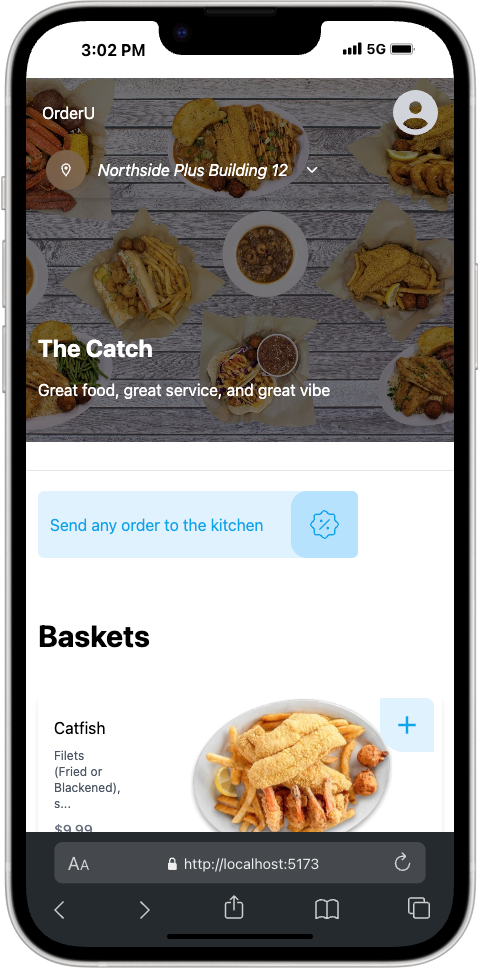 3:02 PM
5G
OrderU
Northside Plus Building 12
The Catch
Great food, great service, and great vibe
Send any order to the kitchen
Baskets
Catfish
Filets
(Fried or
Blackened),
s...
$9.99
AA
http://localhost:5173